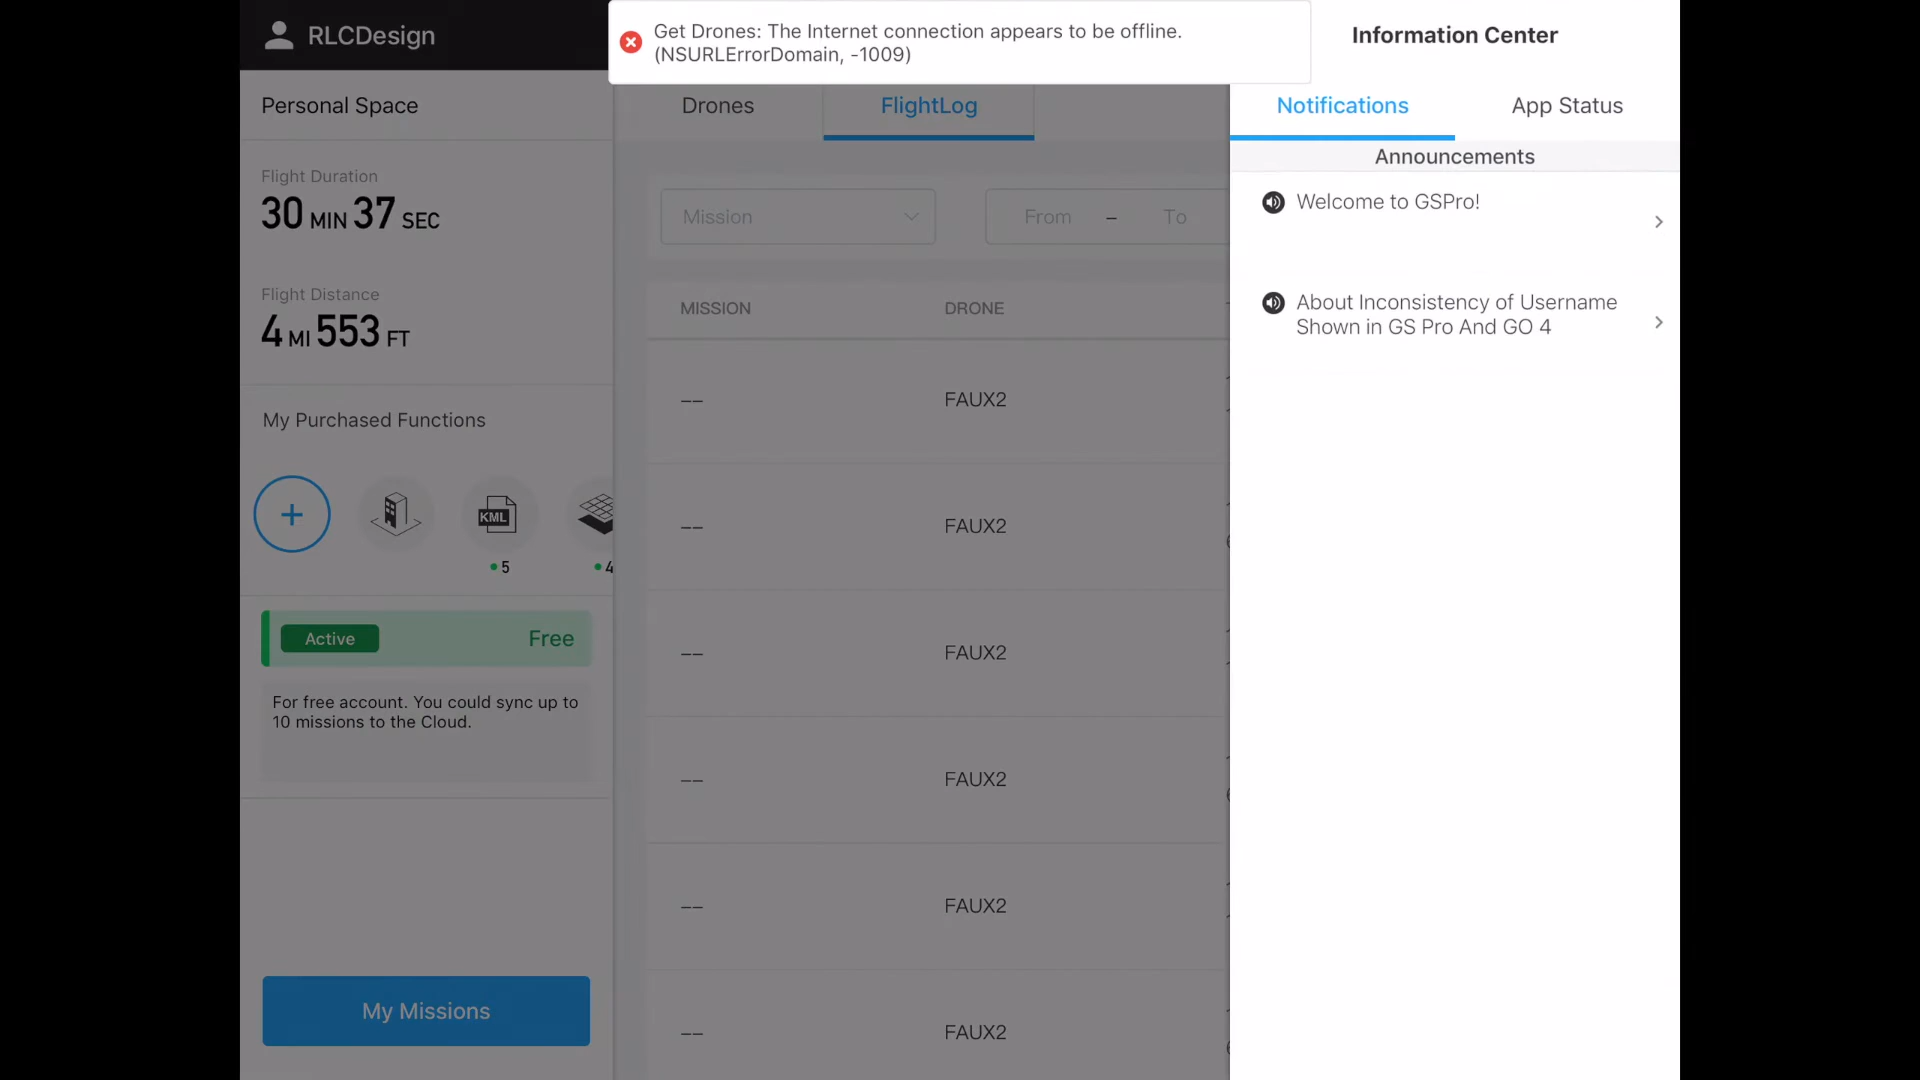 RLCDesign
Get Drones: The Internet connection appears to be offline.
(NSURLErrorDomain, -1009)
Information Center
Personal Space
Drones
FlightLog
Notifications
App Status
Announcements
Flight Duration
30 MIN 37 SEC
Mission
From – To
Welcome to GSPro!
Flight Distance
4 MI 553 FT
MISSION
DRONE
About Inconsistency of Username
Shown in GS Pro And GO 4
-- FAUX2
My Purchased Functions
KML
5
4
-- FAUX2
Active
Free
-- FAUX2
For free account. You could sync up to
10 missions to the Cloud.
-- FAUX2
-- FAUX2
My Missions
-- FAUX2